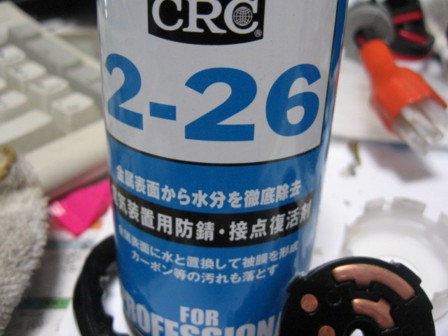 CRC®
2-26
金属表面から水分を徹底除去
気装置用防錆・接点復活剤
金属表面に水と置換して被膜を形成
カーボン等の汚れも落とす
FOR
PROFESSIONAL